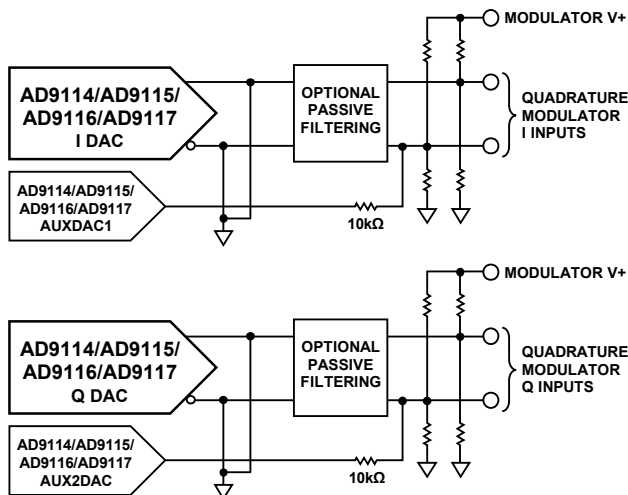 MODULATOR V+
AD9114/AD9115/
AD9116/AD9117
I DAC
OPTIONAL
PASSIVE
FILTERING
QUADRATURE
MODULATOR
I INPUTS
AD9114/AD9115/
AD9116/AD9117
AUXDAC1
10kΩ
MODULATOR V+
AD9114/AD9115/
AD9116/AD9117
Q DAC
OPTIONAL
PASSIVE
FILTERING
QUADRATURE
MODULATOR
Q INPUTS
AD9114/AD9115/
AD9116/AD9117
AUX2DAC
10kΩ